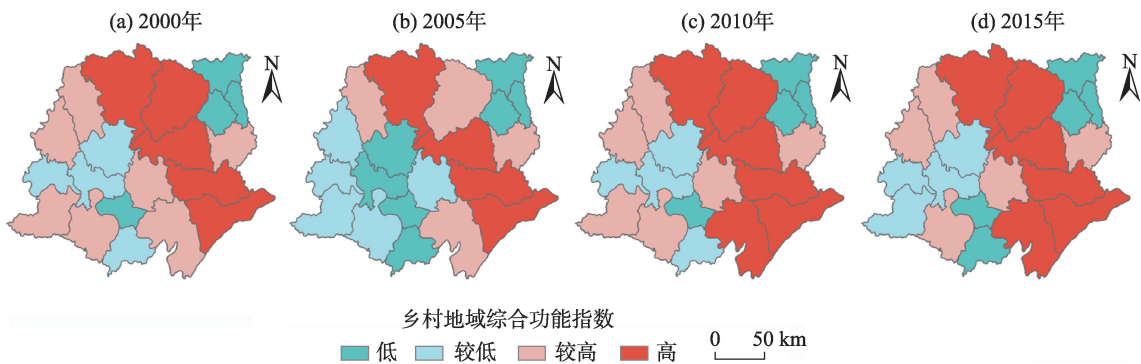 (a) 2000年
(b) 2005年
(c) 2010年
(d) 2015年
N
N
N
N
乡村地域综合功能指数
低
较低
较高
高
0 50 km